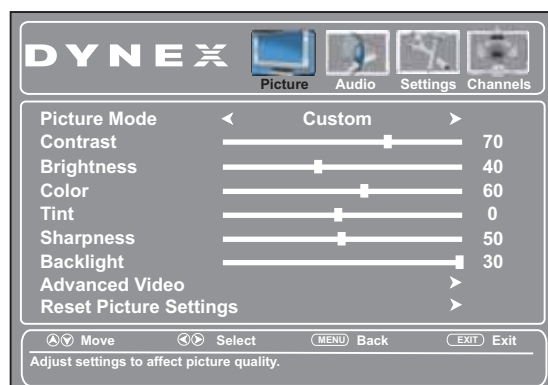 DYNEX
Picture Audio Settings Channels
Picture Mode Custom
Contrast 70
Brightness 40
Color 60
Tint 0
Sharpness 50
Backlight 30
Advanced Video
Reset Picture Settings
Move Select MENU Back EXIT Exit
Adjust settings to affect picture quality.